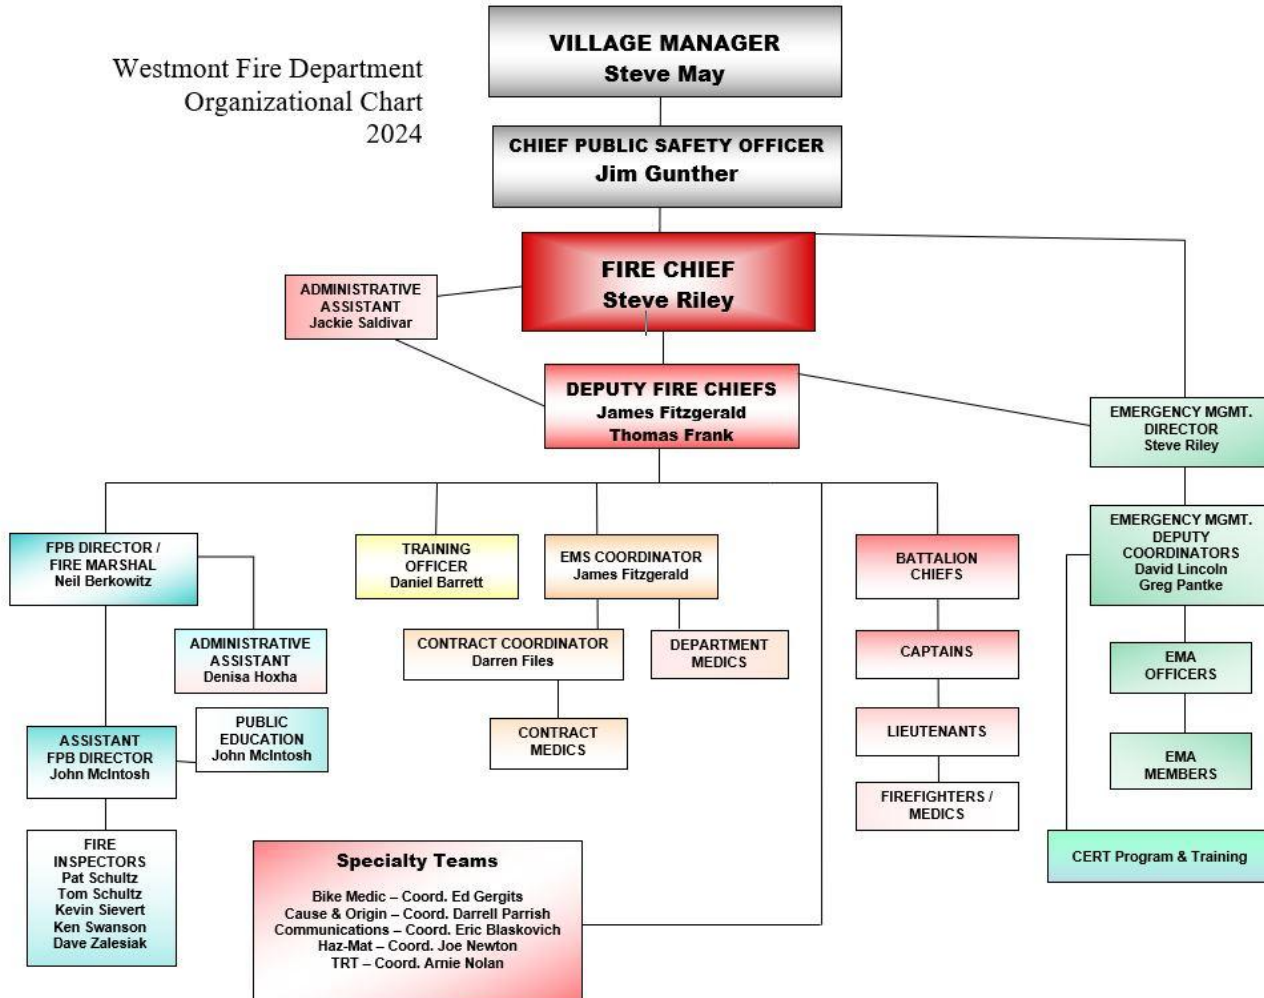 Westmont Fire Department
Organizational Chart
2024
VILLAGE MANAGER
Steve May
CHIEF PUBLIC SAFETY OFFICER
Jim Gunther
FIRE CHIEF
Steve Riley
ADMINISTRATIVE
ASSISTANT
Jackie Saldivar
DEPUTY FIRE CHIEFS
James Fitzgerald
Thomas Frank
EMERGENCY MGMT.
DIRECTOR
Steve Riley
FPB DIRECTOR /
FIRE MARSHAL
Neil Berkowitz
TRAINING
OFFICER
Daniel Barrett
EMS COORDINATOR
James Fitzgerald
BATTALION
CHIEFS
EMERGENCY MGMT.
DEPUTY
COORDINATORS
David Lincoln
Greg Pantke
ADMINISTRATIVE
ASSISTANT
Denisa Hoxha
CONTRACT COORDINATOR
Darren Files
DEPARTMENT
MEDICS
CAPTAINS
EMA
OFFICERS
PUBLIC
EDUCATION
John McIntosh
ASSISTANT
FPB DIRECTOR
John McIntosh
CONTRACT
MEDICS
LIEUTENANTS
EMA
MEMBERS
FIREFIGHTERS /
MEDICS
FIRE
INSPECTORS
Pat Schultz
Tom Schultz
Kevin Sievert
Ken Swanson
Dave Zalesiak
Specialty Teams
Bike Medic – Coord. Ed Gergits
Cause & Origin – Coord. Darrell Parrish
Communications – Coord. Eric Blaskovich
Haz-Mat – Coord. Joe Newton
TRT – Coord. Arnie Nolan
CERT Program & Training